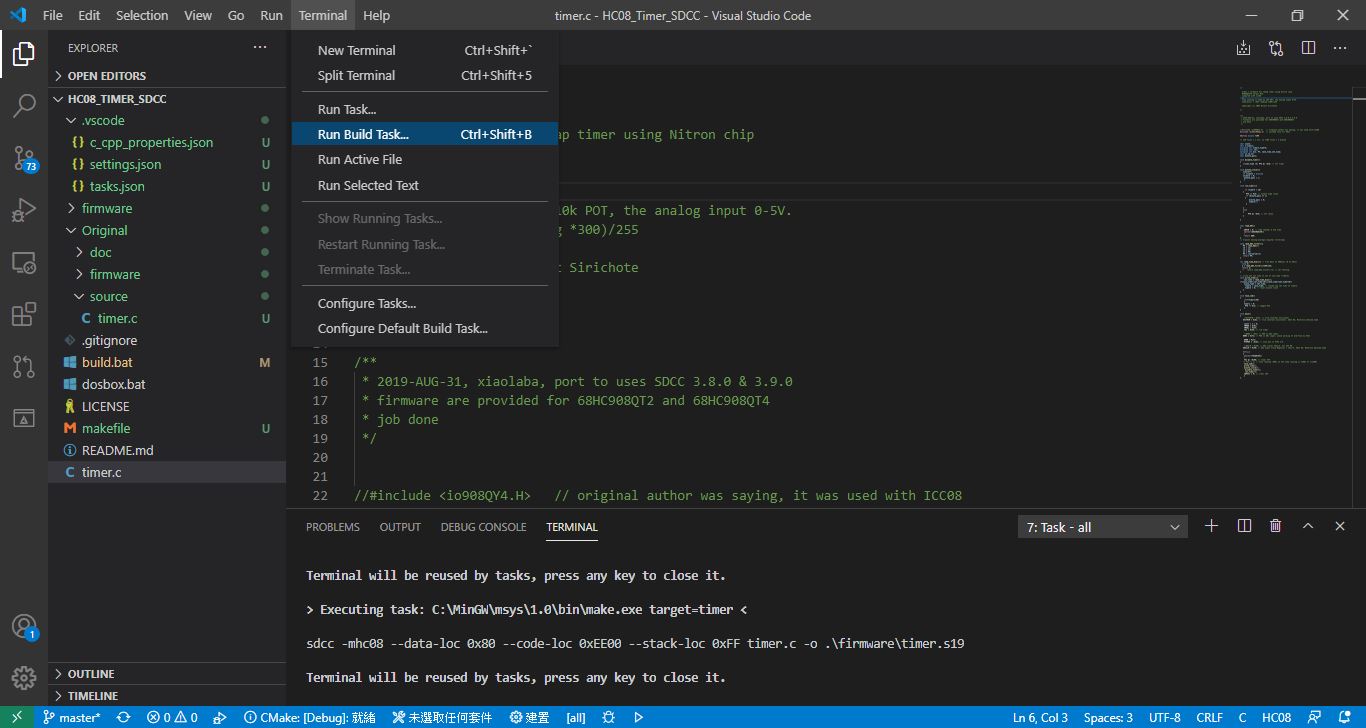 File Edit Selection View Go Run Terminal Help timer.c - HC08_Timer_SDCC - Visual Studio Code
EXPLORER
OPEN EDITORS
HC08_TIMER_SDCC
.vscode
c_cpp_properties.json U
settings.json U
tasks.json U
firmware
Original
doc
firmware
source
timer.c U
.gitignore
build.bat M
dosbox.bat
LICENSE
makefile U
README.md
timer.c
OUTLINE
TIMELINE
73
1
New Terminal Ctrl+Shift+`
Split Terminal Ctrl+Shift+5
Run Task...
Run Build Task... Ctrl+Shift+B
Run Active File
Run Selected Text
Show Running Tasks...
Restart Running Task...
Terminate Task...
Configure Tasks...
Configure Default Build Task...
timer using Nitron chip
POT, the analog input 0-5V.
*300)/255
Sirichote
15 /**
16 * 2019-AUG-31, xiaolaba, port to uses SDCC 3.8.0 & 3.9.0
17 * firmware are provided for 68HC908QT2 and 68HC908QT4
18 * job done
19 */
20
21
22 //#include <io908QY4.H> // original author was saying, it was used with ICC08
PROBLEMS OUTPUT DEBUG CONSOLE TERMINAL 7: Task - all
Terminal will be reused by tasks, press any key to close it.
> Executing task: C:\MinGW\msys\1.0\bin\make.exe target=timer <
sdcc -mhc08 --data-loc 0x80 --code-loc 0xEE00 --stack-loc 0xFF timer.c -o .\firmware\timer.s19
Terminal will be reused by tasks, press any key to close it.
master* 0 0 CMake: [Debug]: 就緒 未選取任何套件 建置 [all] Ln 6, Col 3 Spaces: 3 UTF-8 CRLF C HC08